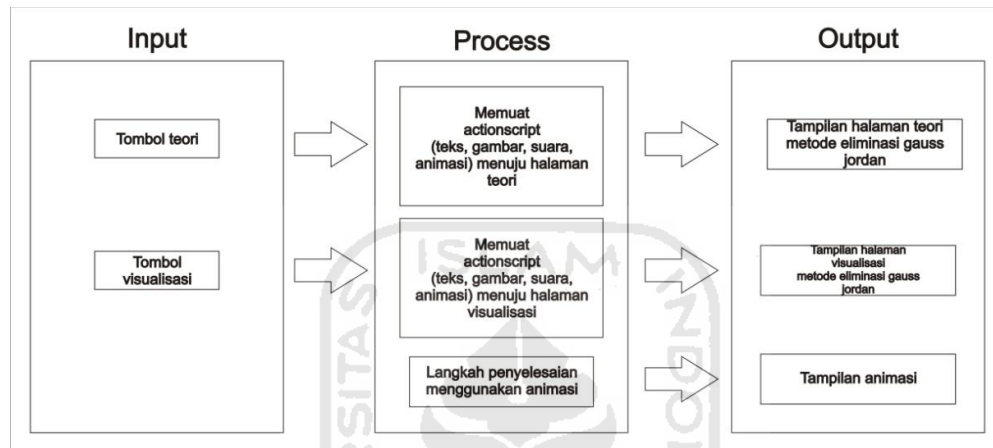 Input
Process
Output
Tombol teori
Memuat
actionscript
(teks, gambar, suara,
animasi) menuju halaman
teori
Tampilan halaman teori
metode eliminasi gauss
jordan
Tombol
visualisasi
Memuat
actionscript
(teks, gambar, suara,
animasi) menuju halaman
visualisasi
Tampilan halaman
visualisasi
metode eliminasi gauss
jordan
Langkah penyelesaian
menggunakan animasi
Tampilan animasi
ISLAM